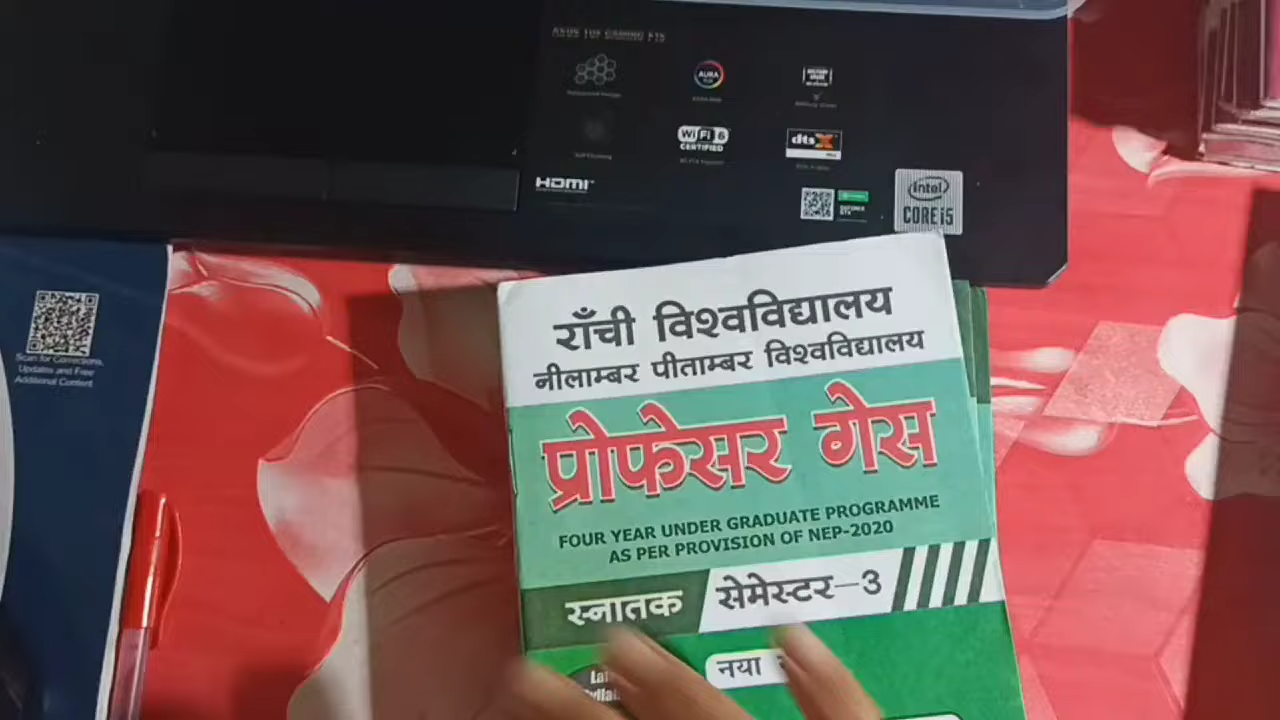 ASUS TUF GAMING F15
AURA
WiFi 6
CERTIFIED
dts X
HDMI
intel
CORE i5
Scan for Corrections,
Updates and Free
Additional Content
राँची विश्वविद्यालय
नीलाम्बर पीताम्बर विश्वविद्यालय
प्रोफेसर गेस
FOUR YEAR UNDER GRADUATE PROGRAMME
AS PER PROVISION OF NEP-2020
स्नातक सेमेस्टर–3
नया